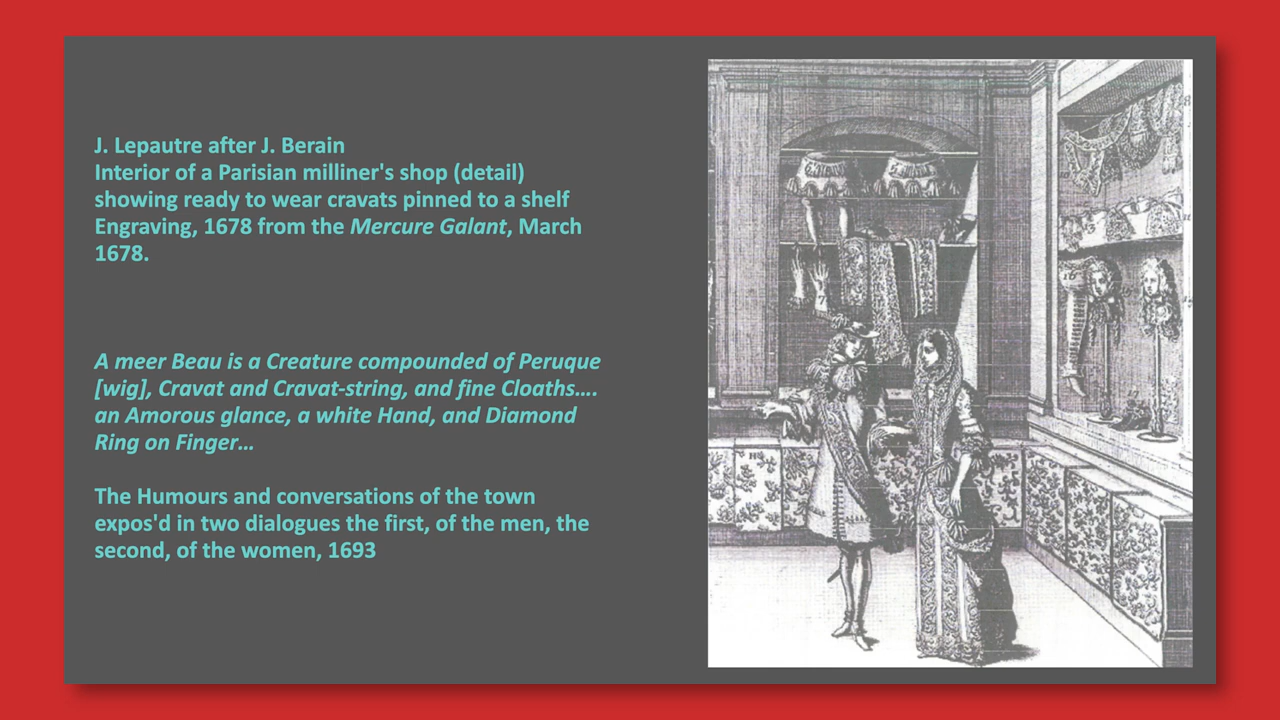 J. Lepautre after J. Berain
Interior of a Parisian milliner's shop (detail)
showing ready to wear cravats pinned to a shelf
Engraving, 1678 from the Mercure Galant, March
1678.
A meer Beau is a Creature compounded of Peruque
[wig], Cravat and Cravat-string, and fine Cloaths….
an Amorous glance, a white Hand, and Diamond
Ring on Finger…
The Humours and conversations of the town
expos'd in two dialogues the first, of the men, the
second, of the women, 1693